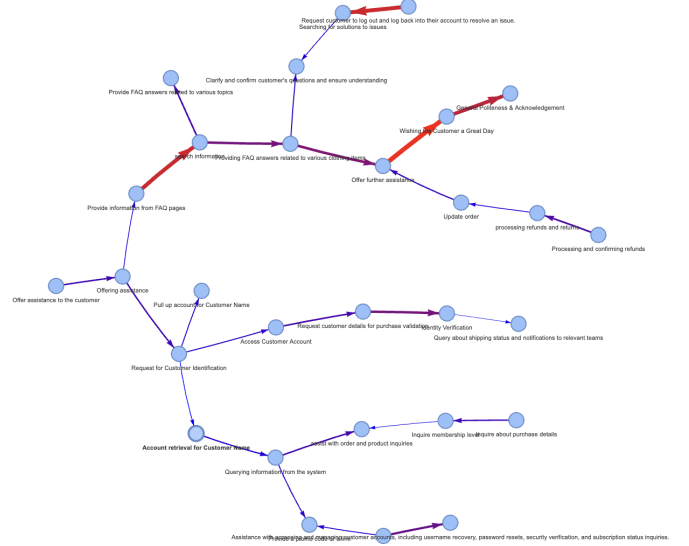 Request customer to log out and log back into their account to resolve an issue.
Searching for solutions to issues
Clarify and confirm customer's questions and ensure understanding
Provide FAQ answers related to various topics
General Politeness & Acknowledgement
Wishing the Customer a Great Day
search information
Providing FAQ answers related to various clothing items
Offer further assistance
Provide information from FAQ pages
Update order
processing refunds and returns
Processing and confirming refunds
Offering assistance
Offer assistance to the customer
Pull up account for Customer Name
Request customer details for purchase validation
Identity Verification
Query about shipping status and notifications to relevant teams
Access Customer Account
Request for Customer Identification
Account retrieval for Customer Name
assist with order and product inquiries
Inquire membership level
Inquire about purchase details
Querying information from the system
Assistance with accessing and managing customer accounts, including username recovery, password resets, security verification, and subscription status inquiries.
Provide a promo code